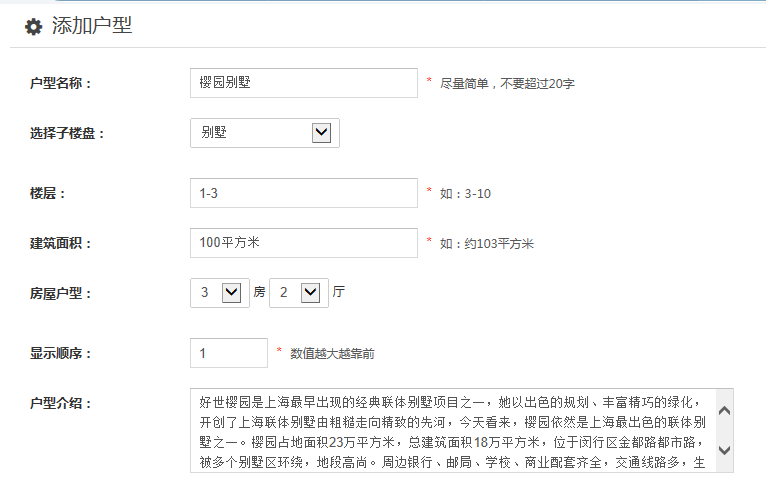 添加户型
户型名称： 樱园别墅 * 尽量简单，不要超过20字
选择子楼盘： 别墅
楼层： 1-3 * 如：3-10
建筑面积： 100平方米 * 如：约103平方米
房屋户型： 3 房 2 厅
显示顺序： 1 * 数值越大越靠前
户型介绍： 好世樱园是上海最早出现的经典联体别墅项目之一，她以出色的规划、丰富精巧的绿化，
开创了上海联体别墅由粗糙走向精致的先河，今天看来，樱园依然是上海最出色的联体别
墅之一。樱园占地面积23万平方米，总建筑面积18万平方米，位于闵行区金都路都市路，
被多个别墅区环绕，地段高尚。周边银行、邮局、学校、商业配套齐全，交通线路多，生